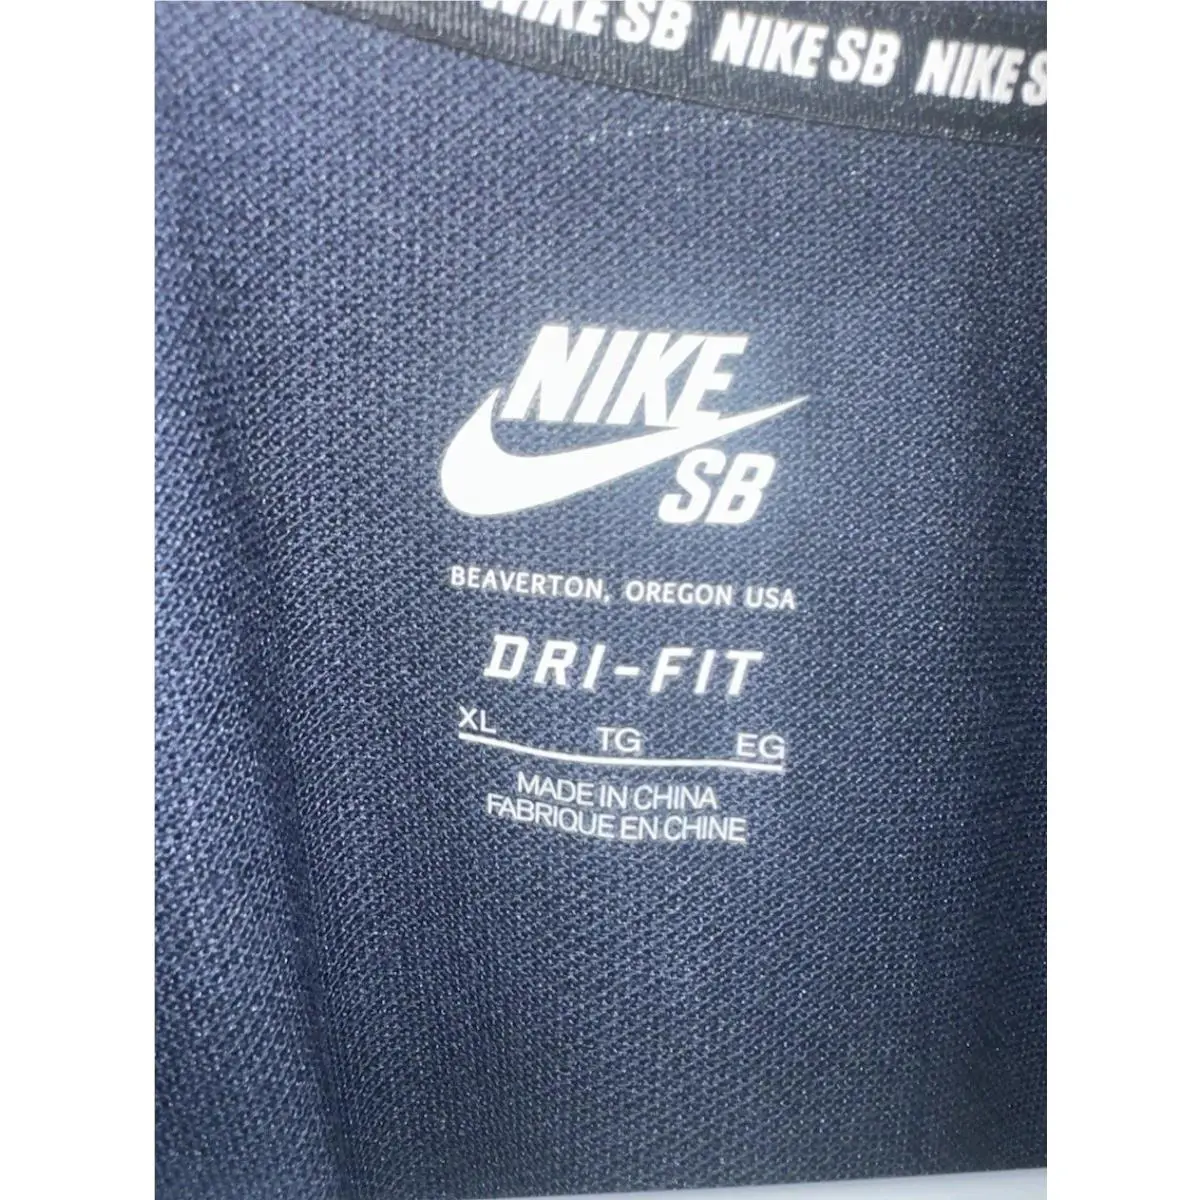 NIKE SB NIKE SB NIKE S
NIKE
SB
BEAVERTON, OREGON USA
DRI-FIT
XL TG EG
MADE IN CHINA
FABRIQUE EN CHINE